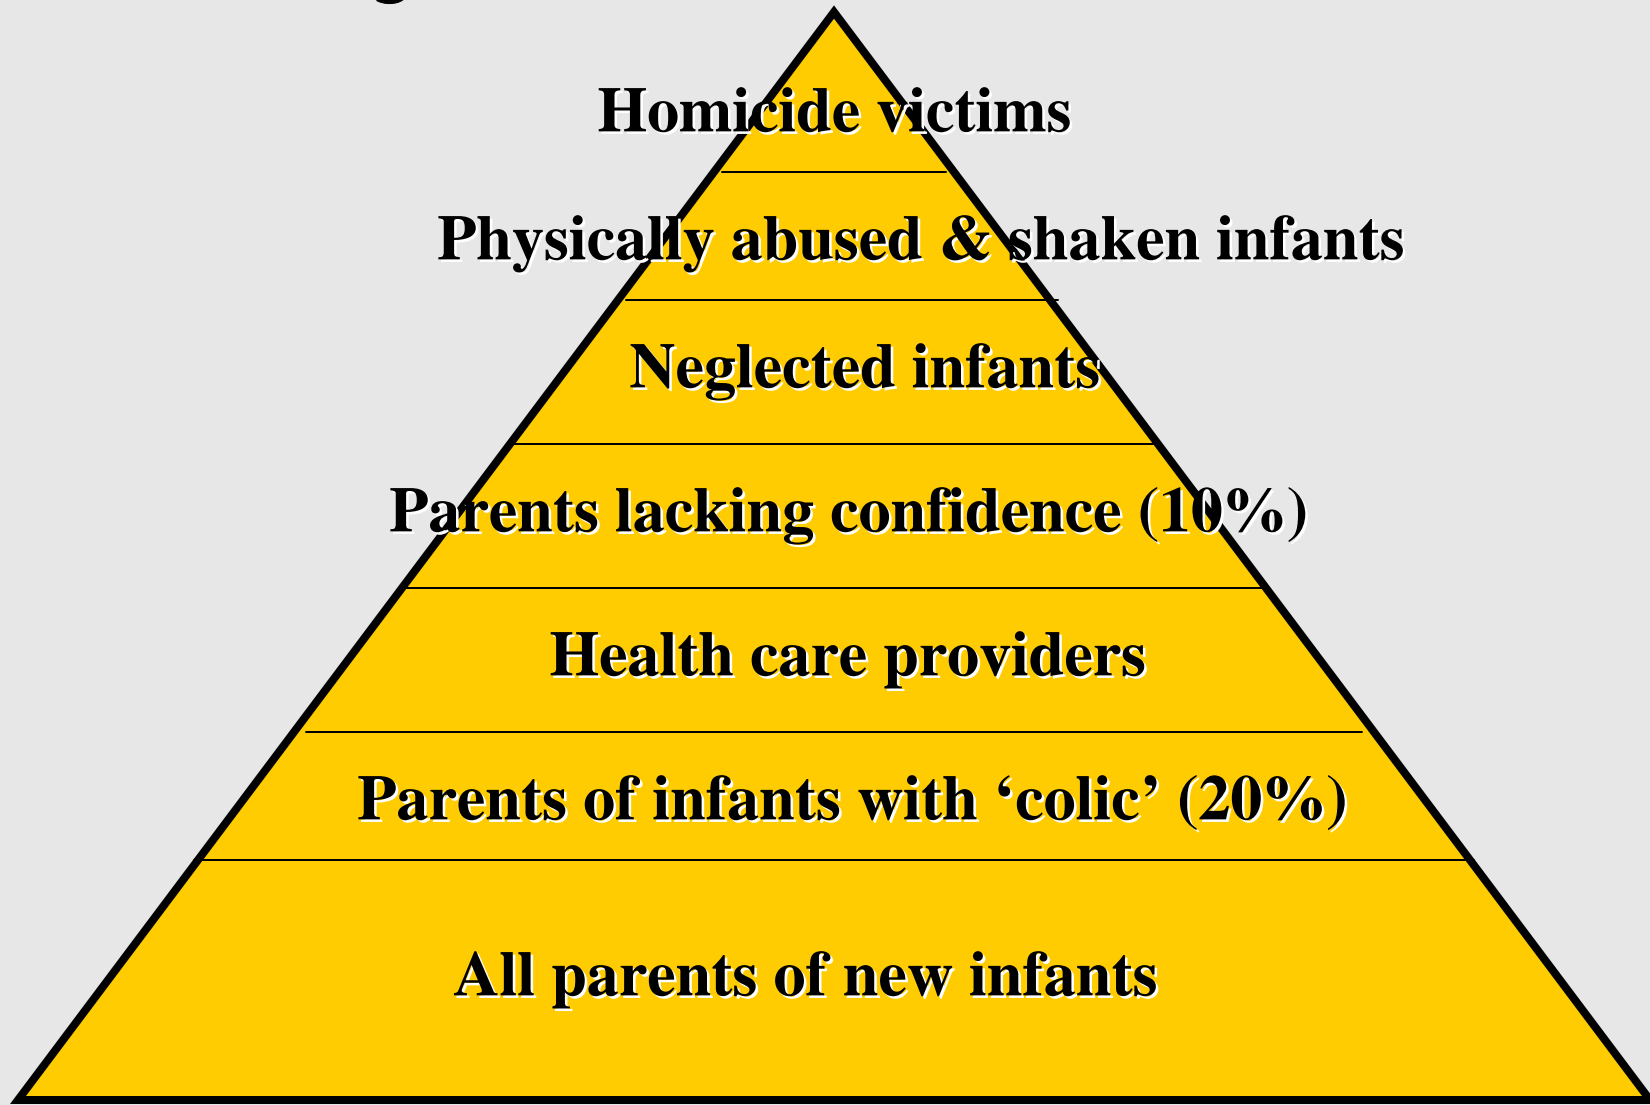 Homicide victims
Physically abused & shaken infants
Neglected infants
Parents lacking confidence (10%)
Health care providers
Parents of infants with ‘colic’ (20%)
All parents of new infants